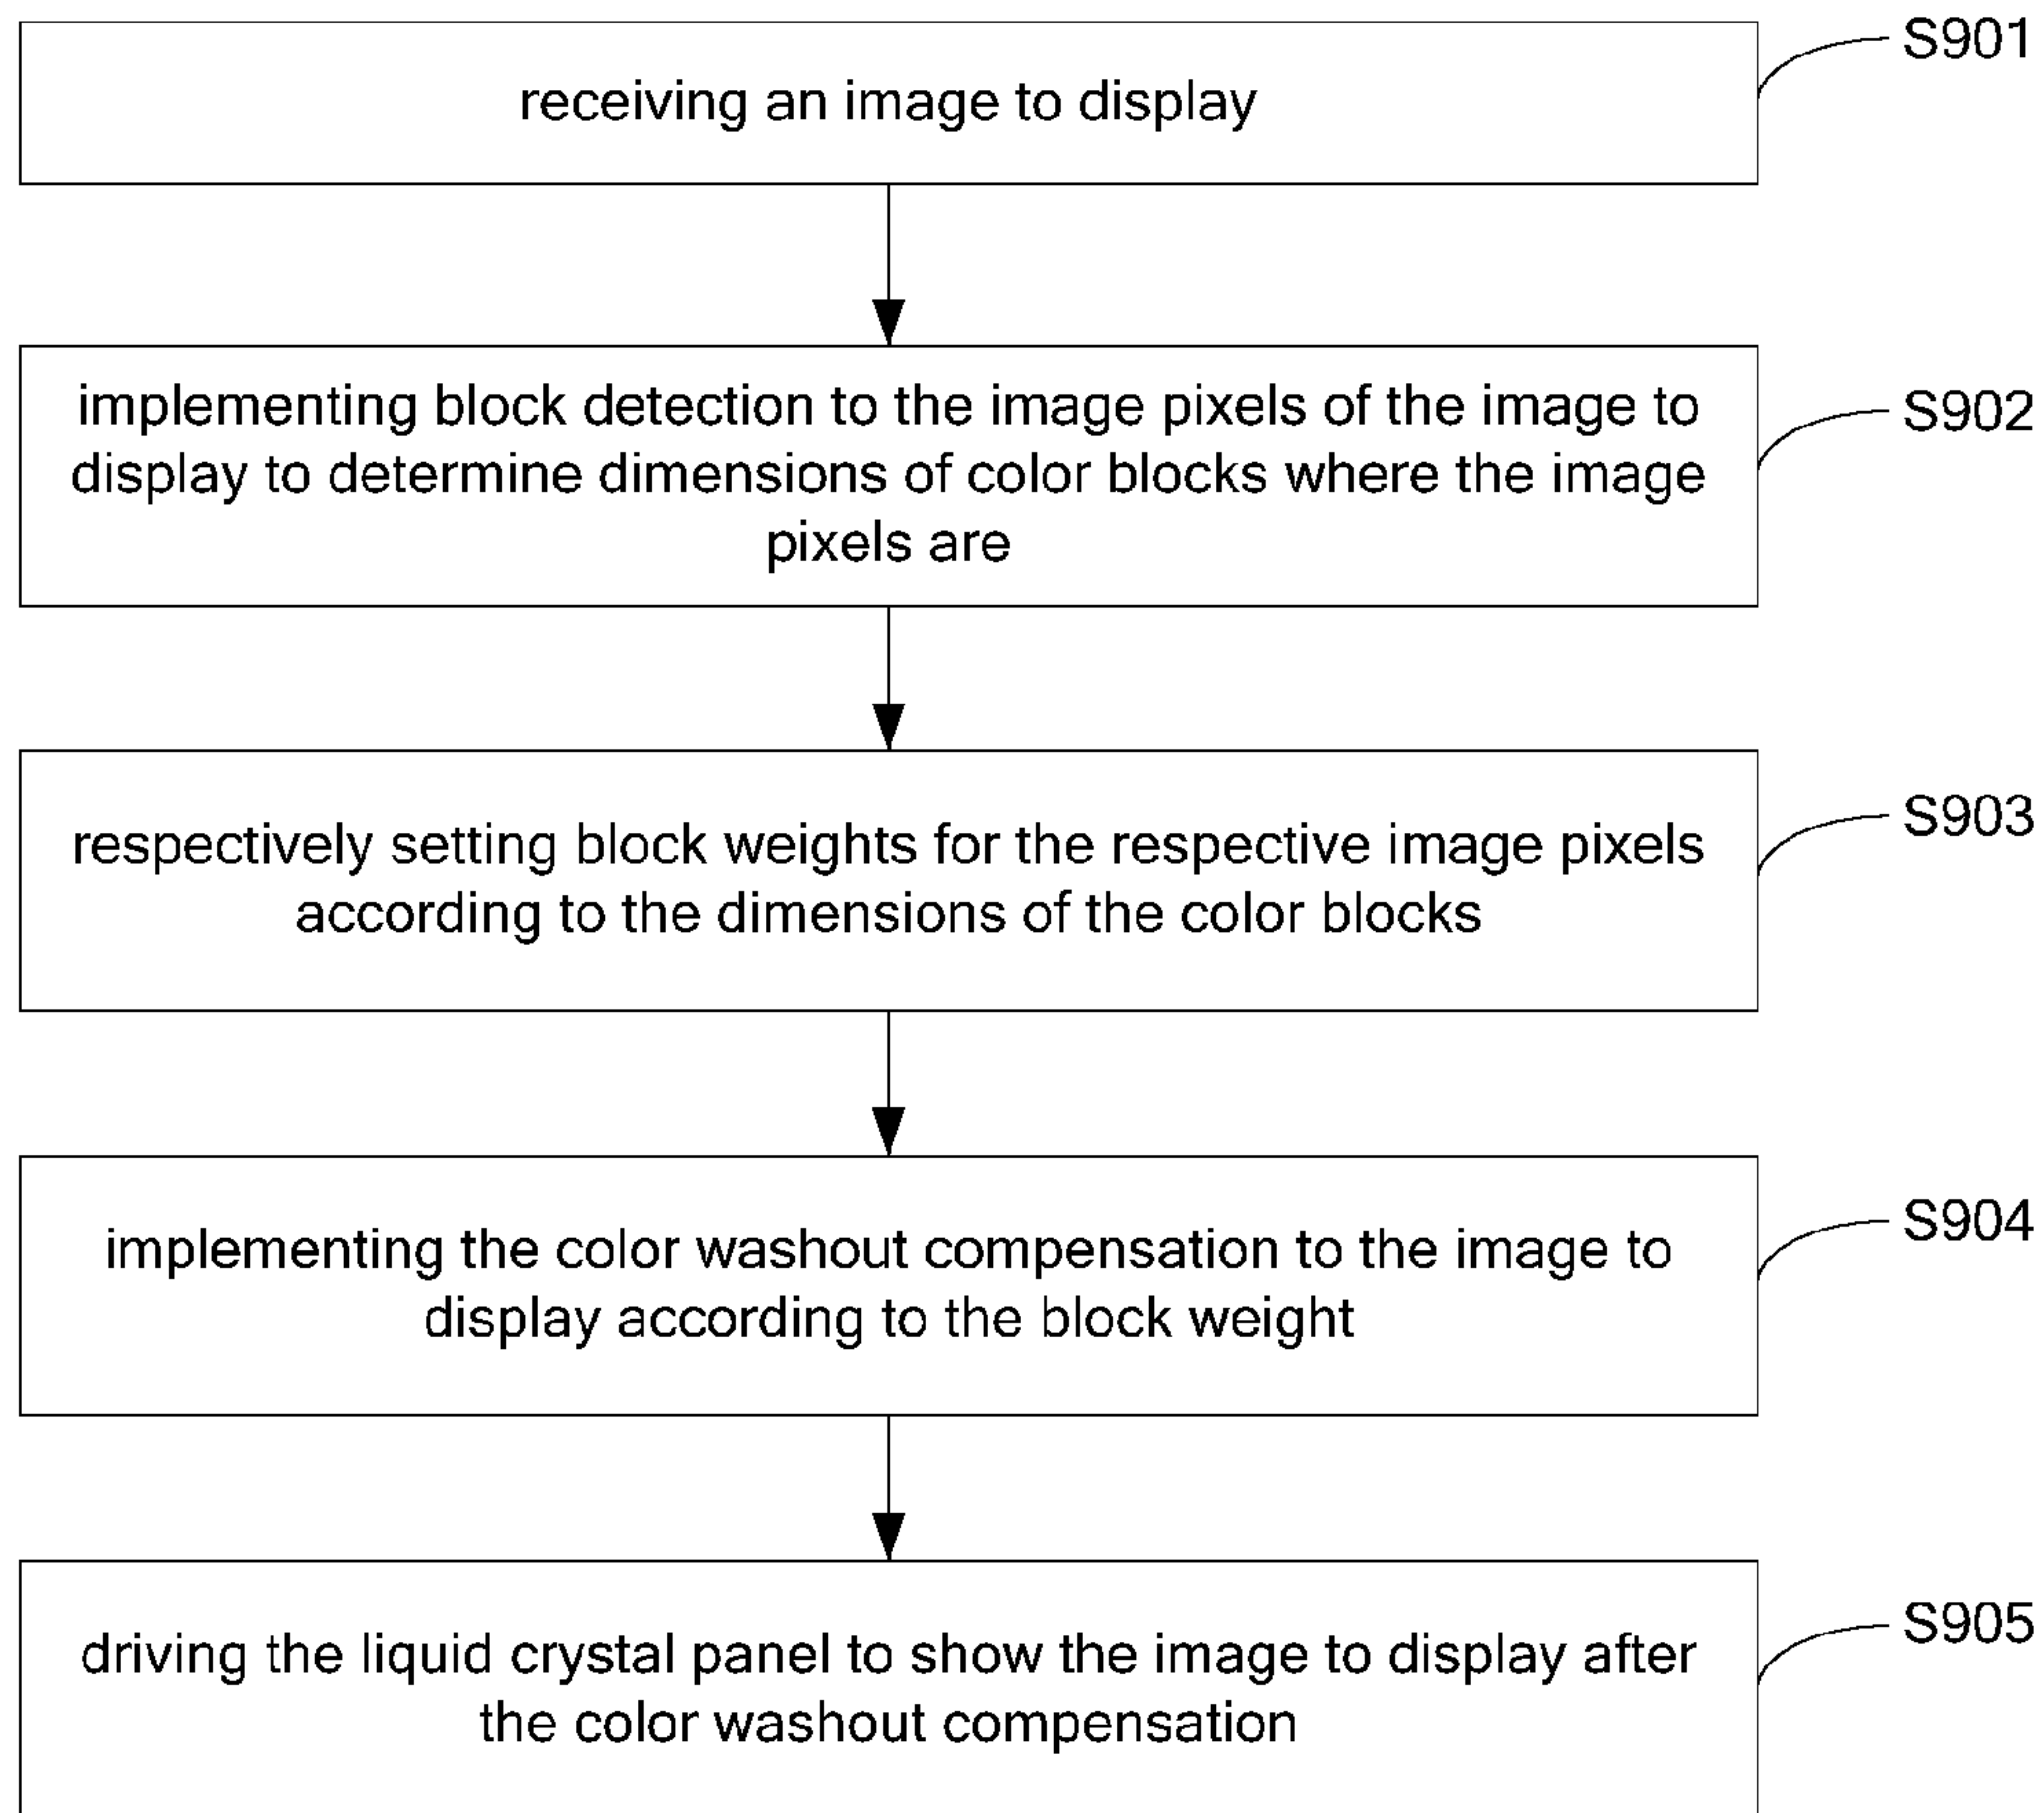 receiving an image to display
S901
implementing block detection to the image pixels of the image to
display to determine dimensions of color blocks where the image
pixels are
S902
respectively setting block weights for the respective image pixels
according to the dimensions of the color blocks
S903
implementing the color washout compensation to the image to
display according to the block weight
S904
driving the liquid crystal panel to show the image to display after
the color washout compensation
S905